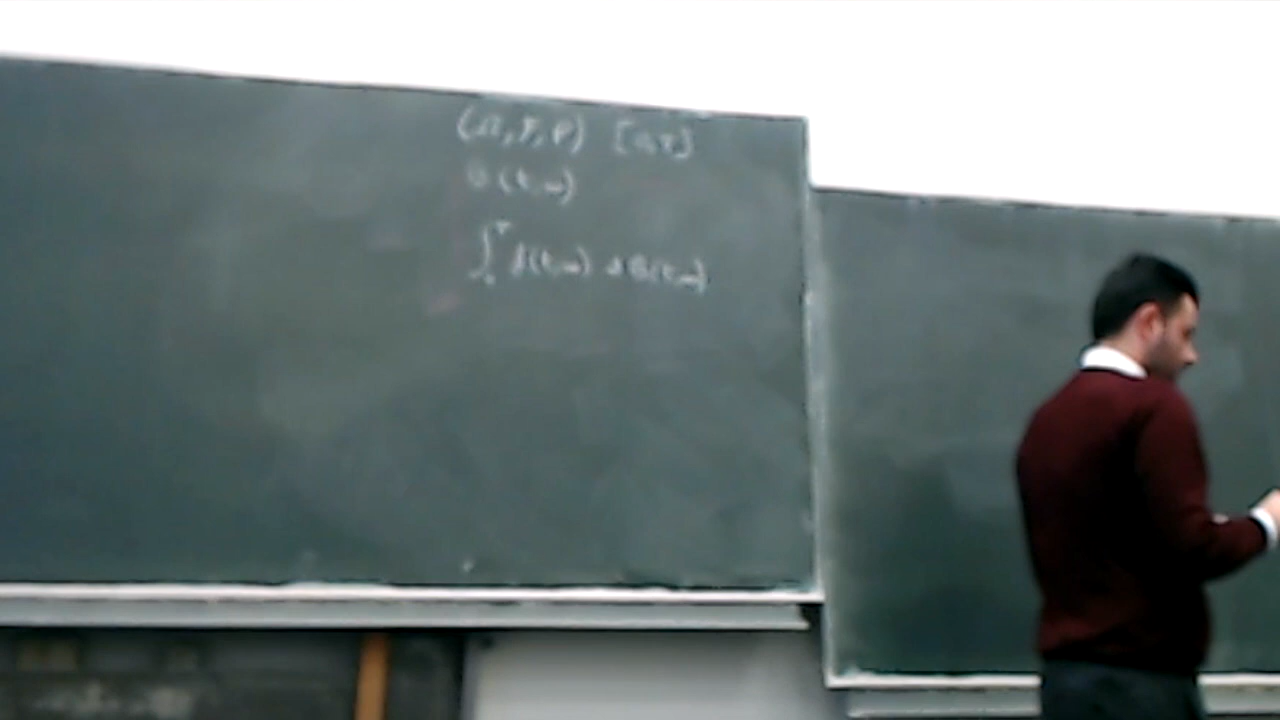 (Ω, F, P) [0,T]
B(t,ω)
∫₀ᵀ f(t,ω) dB(t,ω)